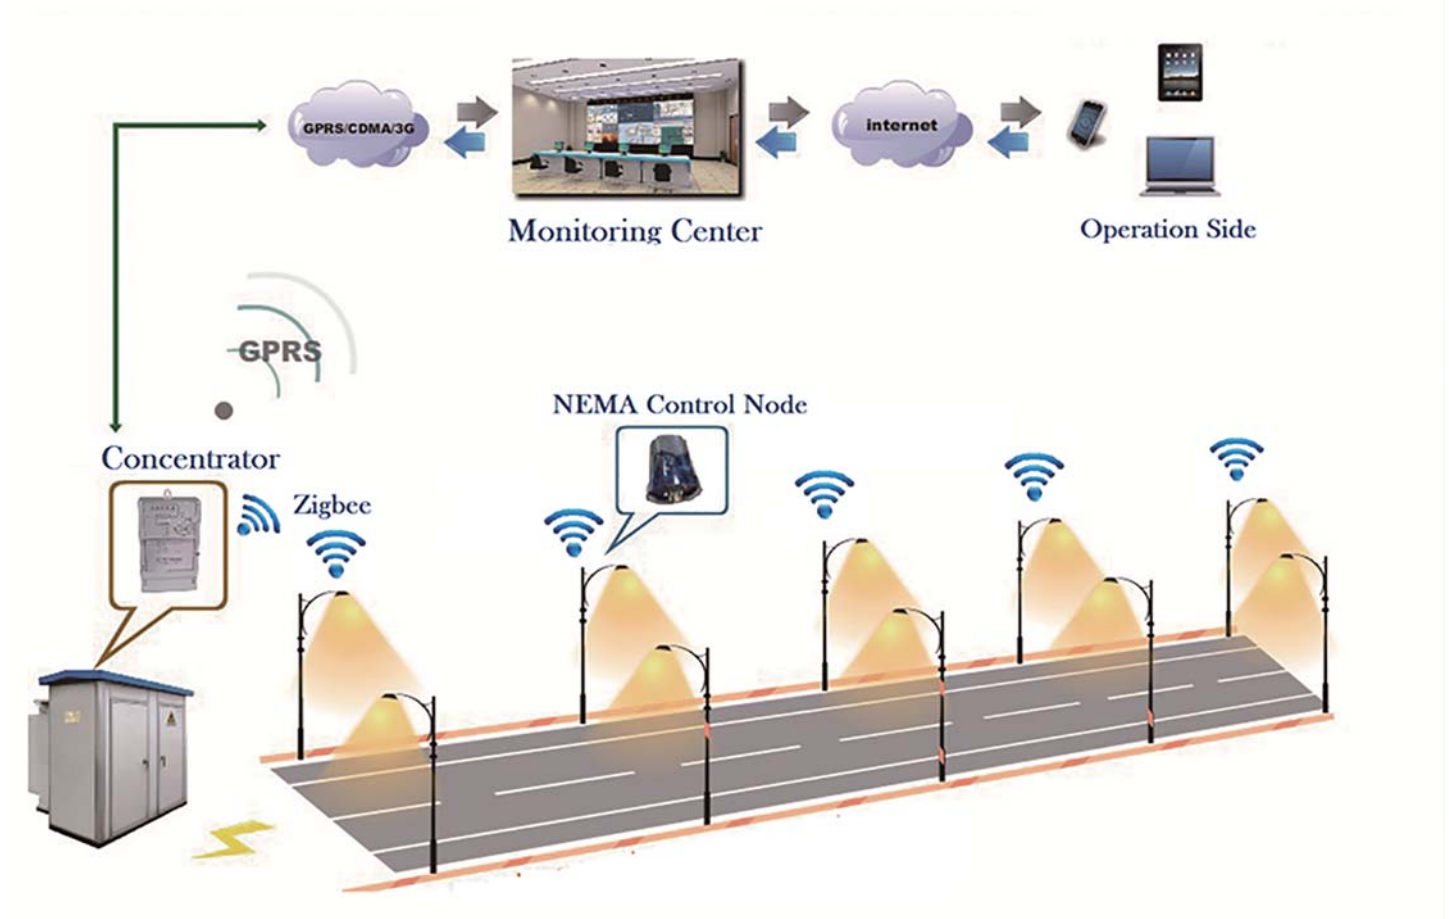 GPRS/CDMA/3G
internet
Monitoring Center
Operation Side
GPRS
NEMA Control Node
Concentrator
Zigbee